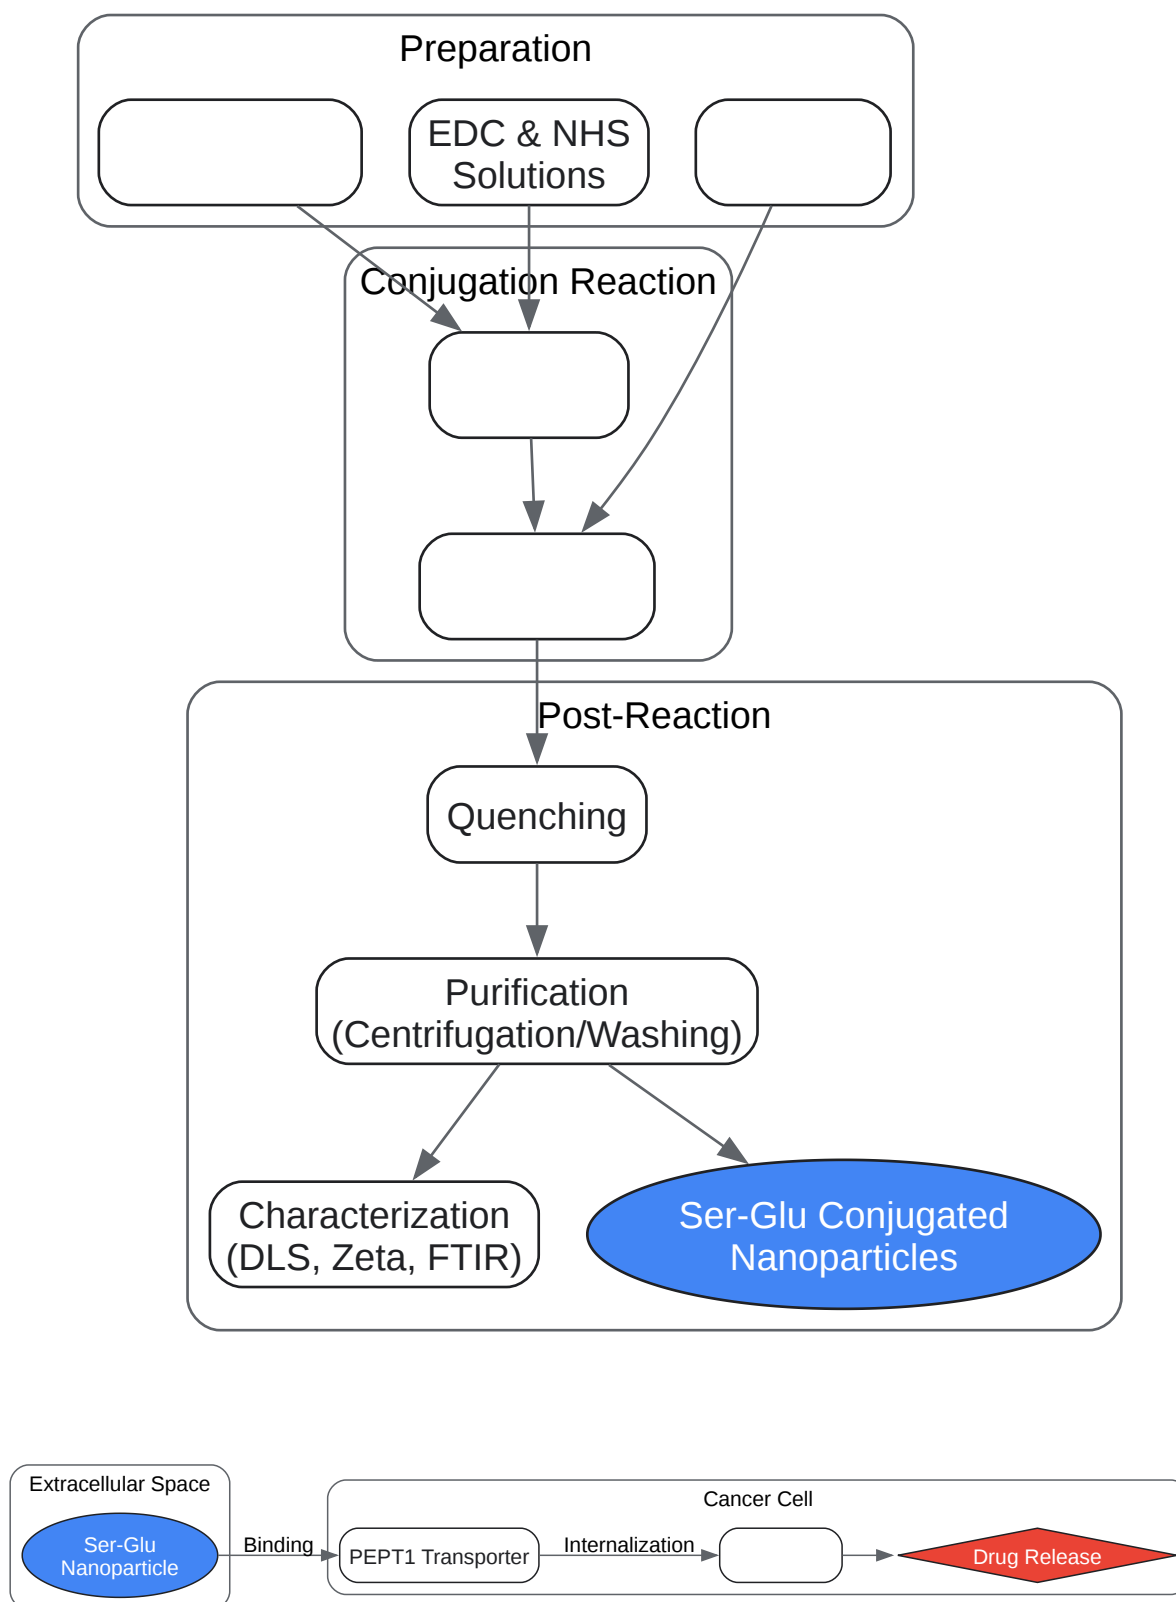 Preparation
EDC & NHS
Solutions
Conjugation Reaction
Post-Reaction
Quenching
Purification
(Centrifugation/Washing)
Characterization
(DLS, Zeta, FTIR)
Ser-Glu Conjugated
Nanoparticles
Extracellular Space
Ser-Glu
Nanoparticle
Binding
Cancer Cell
PEPT1 Transporter
Internalization
Drug Release